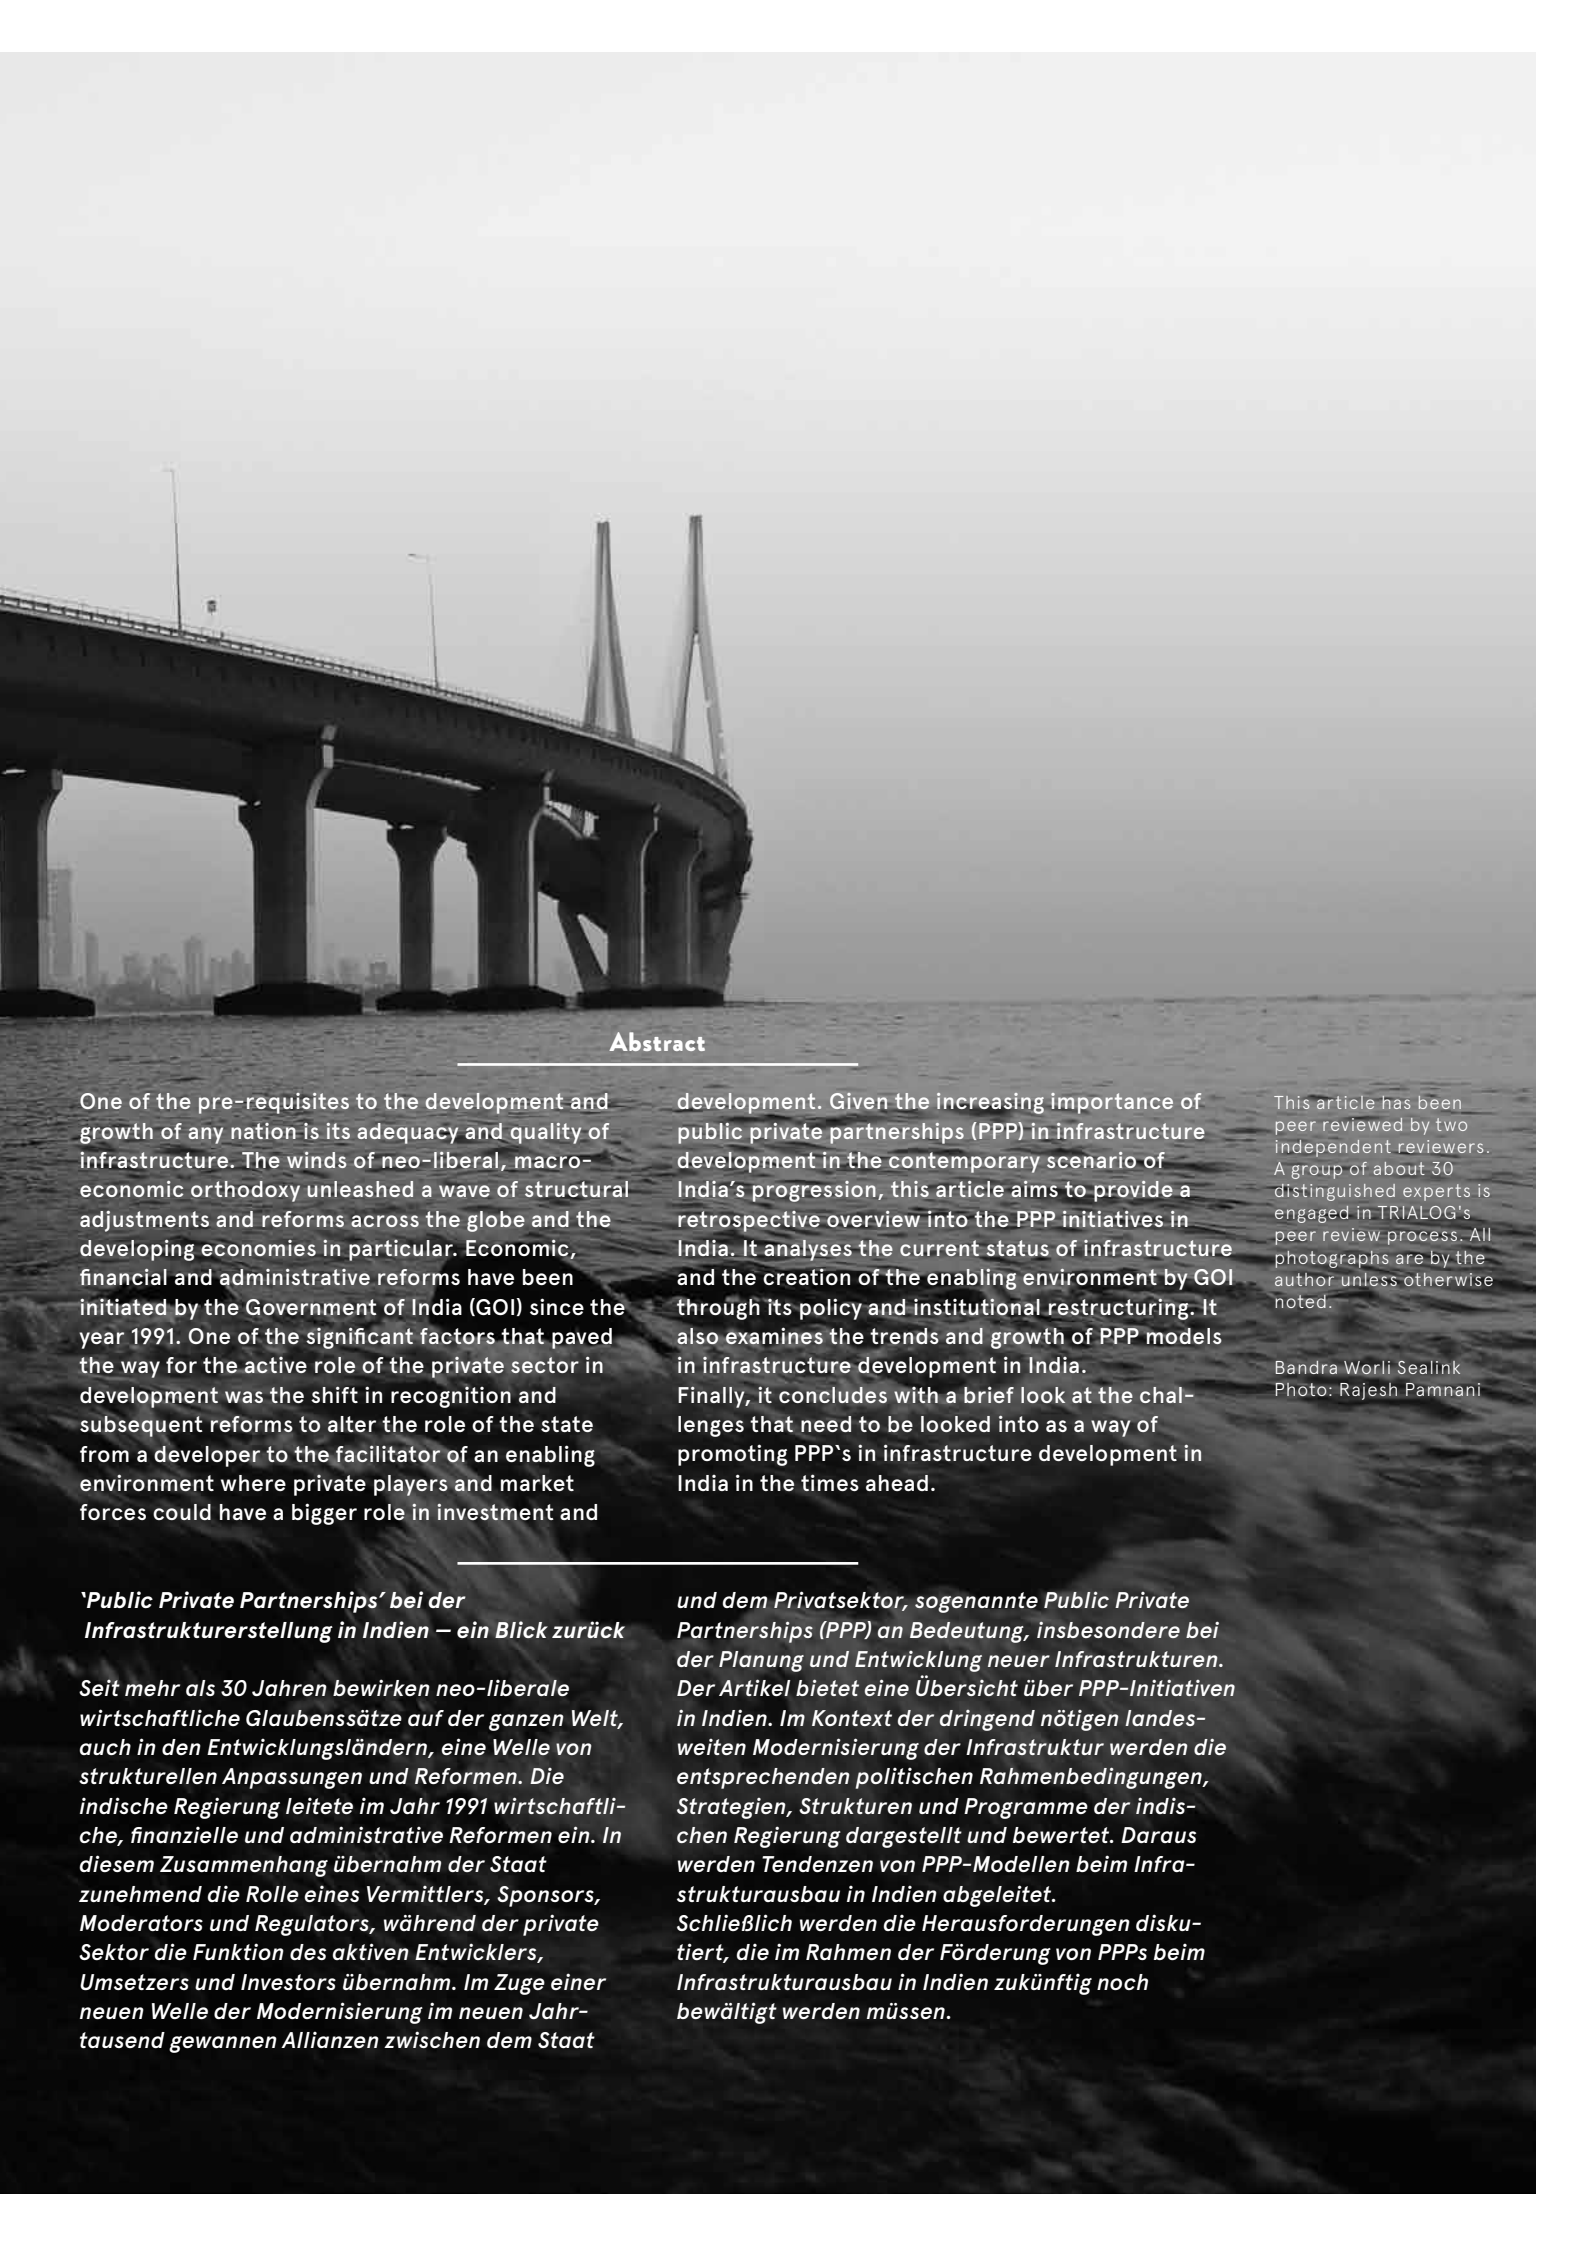 Abstract
One of the pre-requisites to the development and
growth of any nation is its adequacy and quality of
infrastructure. The winds of neo-liberal, macro-
economic orthodoxy unleashed a wave of structural
adjustments and reforms across the globe and the
developing economies in particular. Economic,
financial and administrative reforms have been
initiated by the Government of India (GOI) since the
year 1991. One of the significant factors that paved
the way for the active role of the private sector in
development was the shift in recognition and
subsequent reforms to alter the role of the state
from a developer to the facilitator of an enabling
environment where private players and market
forces could have a bigger role in investment and
development. Given the increasing importance of
public private partnerships (PPP) in infrastructure
development in the contemporary scenario of
India’s progression, this article aims to provide a
retrospective overview into the PPP initiatives in
India. It analyses the current status of infrastructure
and the creation of the enabling environment by GOI
through its policy and institutional restructuring. It
also examines the trends and growth of PPP models
in infrastructure development in India.
Finally, it concludes with a brief look at the chal-
lenges that need to be looked into as a way of
promoting PPP‵s in infrastructure development in
India in the times ahead.
This article has been
peer reviewed by two
independent reviewers.
A group of about 30
distinguished experts is
engaged in TRIALOG's
peer review process. All
photographs are by the
author unless otherwise
noted.
Bandra Worli Sealink
Photo: Rajesh Pamnani
‵Public Private Partnerships′ bei der
Infrastrukturerstellung in Indien – ein Blick zurück
Seit mehr als 30 Jahren bewirken neo-liberale
wirtschaftliche Glaubenssätze auf der ganzen Welt,
auch in den Entwicklungsländern, eine Welle von
strukturellen Anpassungen und Reformen. Die
indische Regierung leitete im Jahr 1991 wirtschaftli-
che, finanzielle und administrative Reformen ein. In
diesem Zusammenhang übernahm der Staat
zunehmend die Rolle eines Vermittlers, Sponsors,
Moderators und Regulators, während der private
Sektor die Funktion des aktiven Entwicklers,
Umsetzers und Investors übernahm. Im Zuge einer
neuen Welle der Modernisierung im neuen Jahr-
tausend gewannen Allianzen zwischen dem Staat
und dem Privatsektor, sogenannte Public Private
Partnerships (PPP) an Bedeutung, insbesondere bei
der Planung und Entwicklung neuer Infrastrukturen.
Der Artikel bietet eine Übersicht über PPP-Initiativen
in Indien. Im Kontext der dringend nötigen landes-
weiten Modernisierung der Infrastruktur werden die
entsprechenden politischen Rahmenbedingungen,
Strategien, Strukturen und Programme der indis-
chen Regierung dargestellt und bewertet. Daraus
werden Tendenzen von PPP-Modellen beim Infra-
strukturausbau in Indien abgeleitet.
Schließlich werden die Herausforderungen disku-
tiert, die im Rahmen der Förderung von PPPs beim
Infrastrukturausbau in Indien zukünftig noch
bewältigt werden müssen.